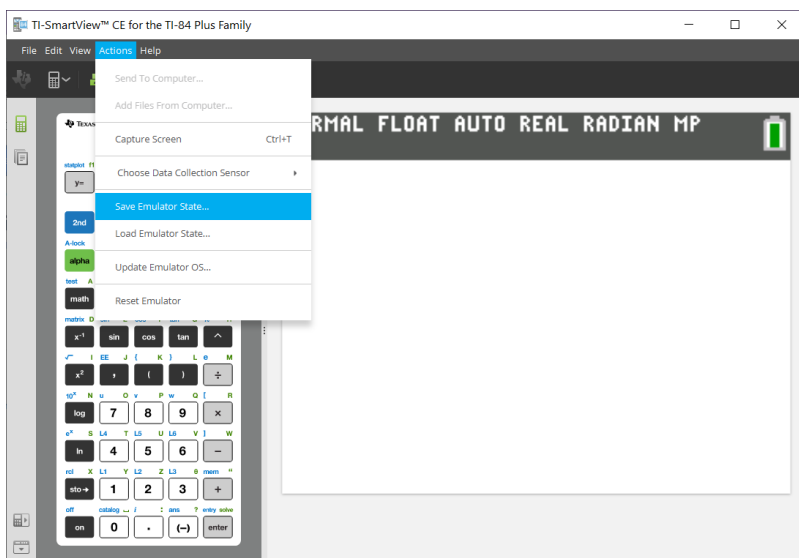 TI-SmartView™ CE for the TI-84 Plus Family
File Edit View Actions Help
Send To Computer...
Add Files From Computer...
Capture Screen Ctrl+T
Choose Data Collection Sensor
Save Emulator State...
Load Emulator State...
Update Emulator OS...
Reset Emulator
RMAL FLOAT AUTO REAL RADIAN MP
TEXAS
statplot f1
y=
2nd
A-lock
alpha
test A
math
matrix D
x⁻¹ sin cos tan ^
√‾ I EE J { K } L e M
x² , ( ) ÷
10ˣ N u O v P w Q [ R
log 7 8 9 ×
eˣ S L4 T L5 U L6 V ] W
ln 4 5 6 −
rcl X L1 Y L2 Z L3 θ mem "
sto→ 1 2 3 +
off catalog ⎵ i : ans ? entry solve
on 0 . (−) enter